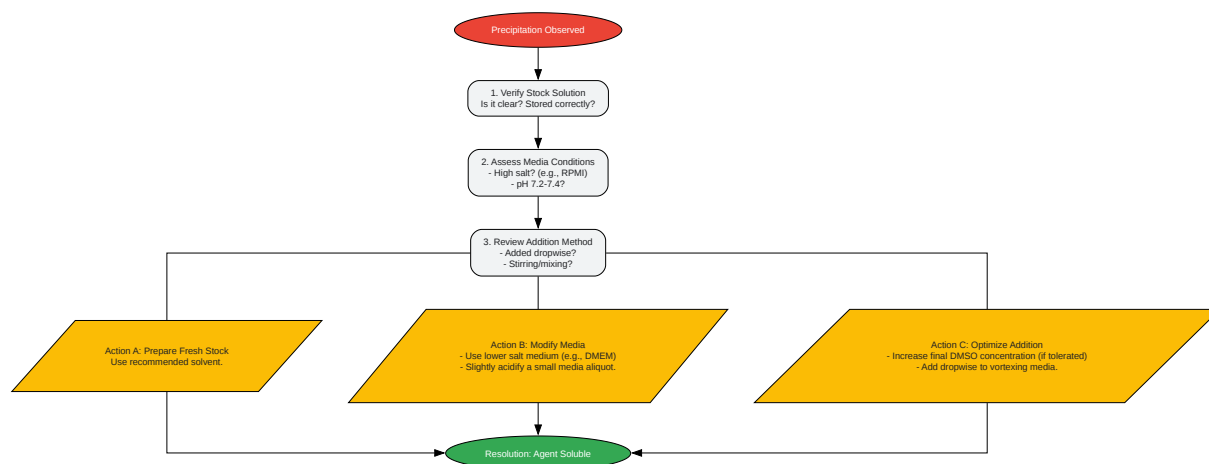 Precipitation Observed
1. Verify Stock Solution
Is it clear? Stored correctly?
2. Assess Media Conditions
- High salt? (e.g., RPMI)
- pH 7.2-7.4?
3. Review Addition Method
- Added dropwise?
- Stirring/mixing?
Action A: Prepare Fresh Stock
Use recommended solvent.
Action B: Modify Media
- Use lower salt medium (e.g., DMEM)
- Slightly acidify a small media aliquot.
Action C: Optimize Addition
- Increase final DMSO concentration (if tolerated)
- Add dropwise to vortexing media.
Resolution: Agent Soluble